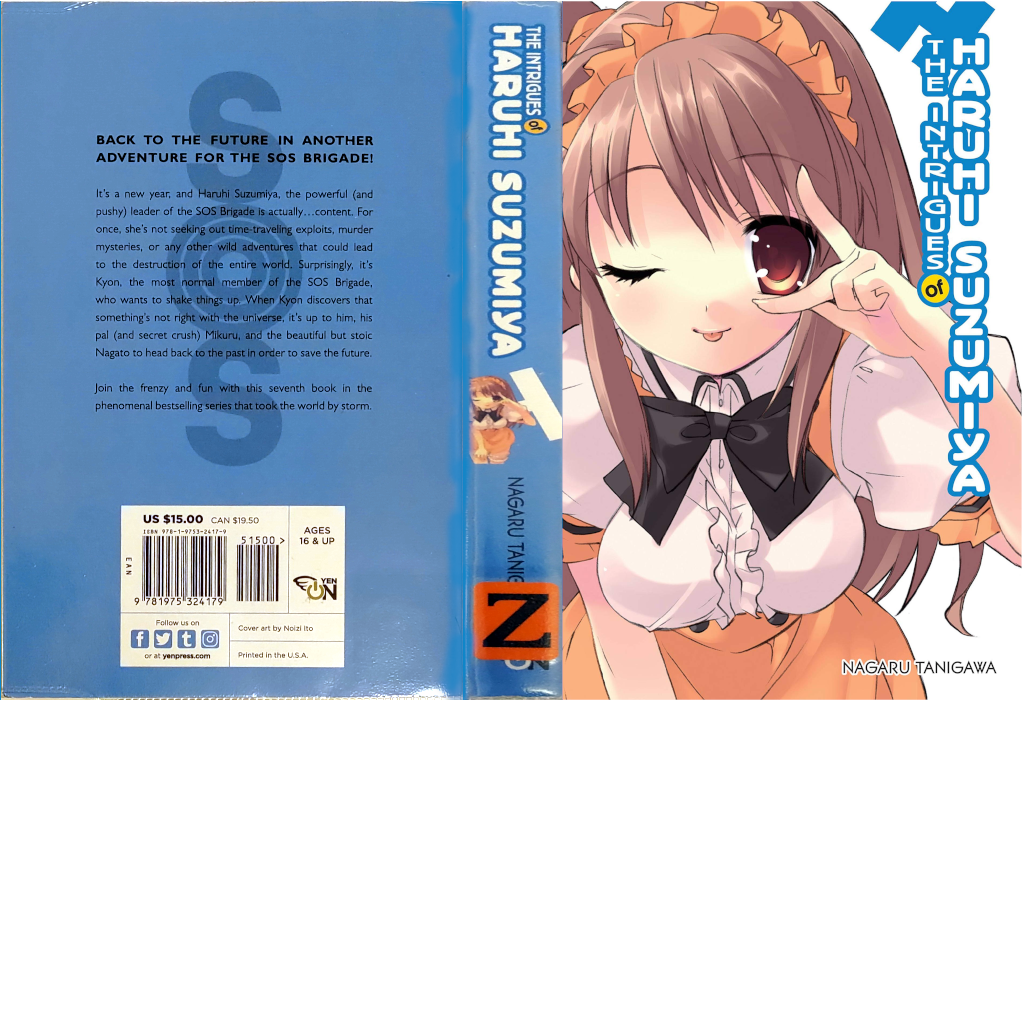 SOS
BACK TO THE FUTURE IN ANOTHER
ADVENTURE FOR THE SOS BRIGADE!
It's a new year, and Haruhi Suzumiya, the powerful (and
pushy) leader of the SOS Brigade is actually…content. For
once, she's not seeking out time-traveling exploits, murder
mysteries, or any other wild adventures that could lead
to the destruction of the entire world. Surprisingly, it's
Kyon, the most normal member of the SOS Brigade,
who wants to shake things up. When Kyon discovers that
something's not right with the universe, it's up to him, his
pal (and secret crush) Mikuru, and the beautiful but stoic
Nagato to head back to the past in order to save the future.
Join the frenzy and fun with this seventh book in the
phenomenal bestselling series that took the world by storm.
US $15.00 CAN $19.50
ISBN 978-1-9753-2417-9
51500 >
EAN
9 781975 324179
AGES
16 & UP
YEN
ON
Follow us on
or at yenpress.com
Cover art by Noizi Ito
Printed in the U.S.A.
THE INTRIGUES of
HARUHI SUZUMIYA
NAGARU TANIG
Z
ON
THE INTRIGUES of
HARUHI SUZUMIYA
NAGARU TANIGAWA